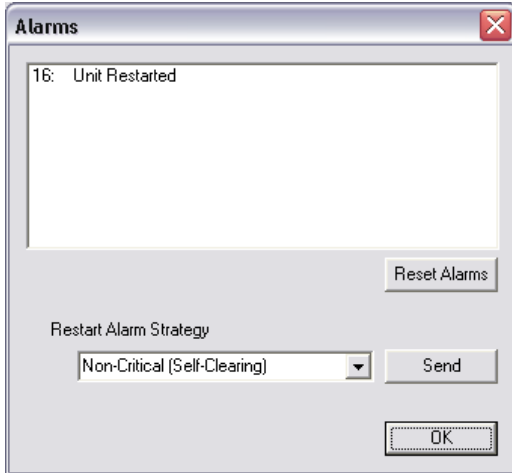 Alarms
16: Unit Restarted
Reset Alarms
Restart Alarm Strategy
Non-Critical (Self-Clearing)
Send
OK